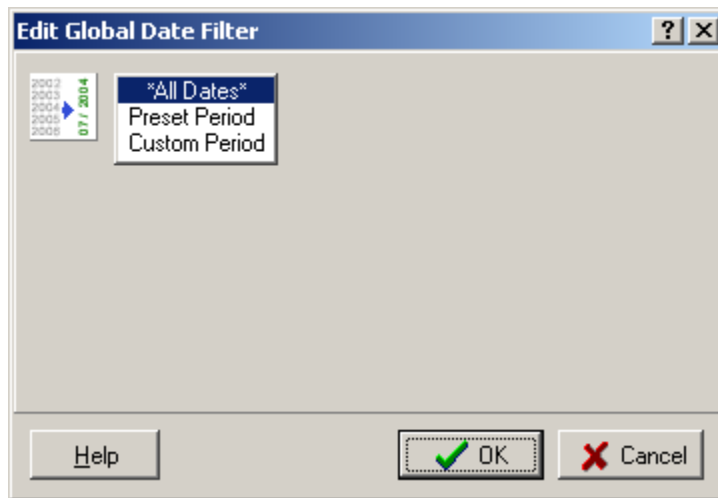 Edit Global Date Filter
?
2002
2003
2004
2005
2006
07 / 2004
*All Dates*
Preset Period
Custom Period
Help
OK
Cancel